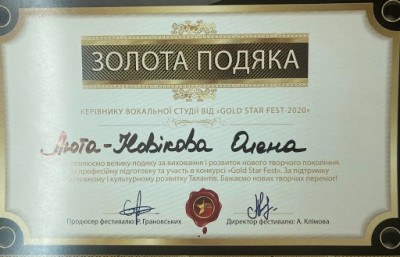 ЗОЛОТА ПОДЯКА
КЕРІВНИКУ ВОКАЛЬНОЇ СТУДІЇ ВІД «GOLD STAR FEST-2020»
Люта-Новікова Олена
велику подяку за виховання і розвиток нового творчого покоління,
професійну підготовку та участь в конкурсі «Gold Star Fest». За підтримку
і культурному розвитку Талантів. Бажаємо нових творчих перемог!
Продюсер фестивалю: Р. Грановських
Директор фестивалю: А. Клімова